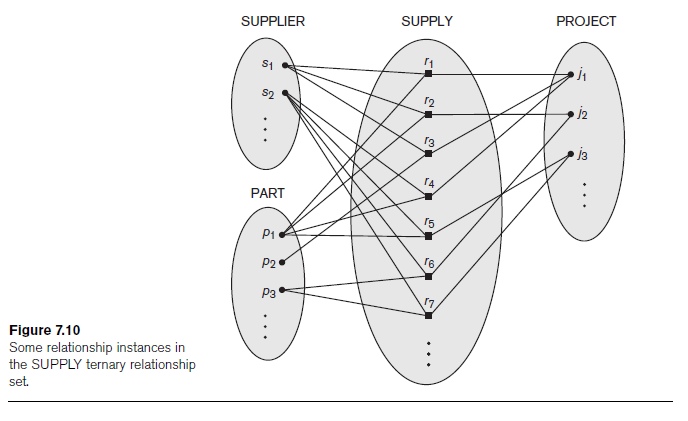 SUPPLIER
SUPPLY
PROJECT
s1
s2
PART
p1
p2
p3
r1
r2
r3
r4
r5
r6
r7
j1
j2
j3
Figure 7.10
Some relationship instances in
the SUPPLY ternary relationship
set.